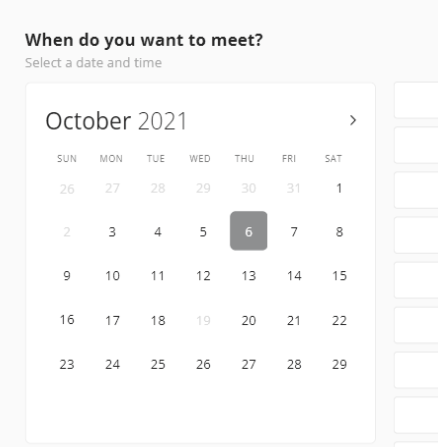 When do you want to meet?
Select a date and time
October 2021
SUN MON TUE WED THU FRI SAT
26 27 28 29 30 31 1
2 3 4 5 6 7 8
9 10 11 12 13 14 15
16 17 18 19 20 21 22
23 24 25 26 27 28 29